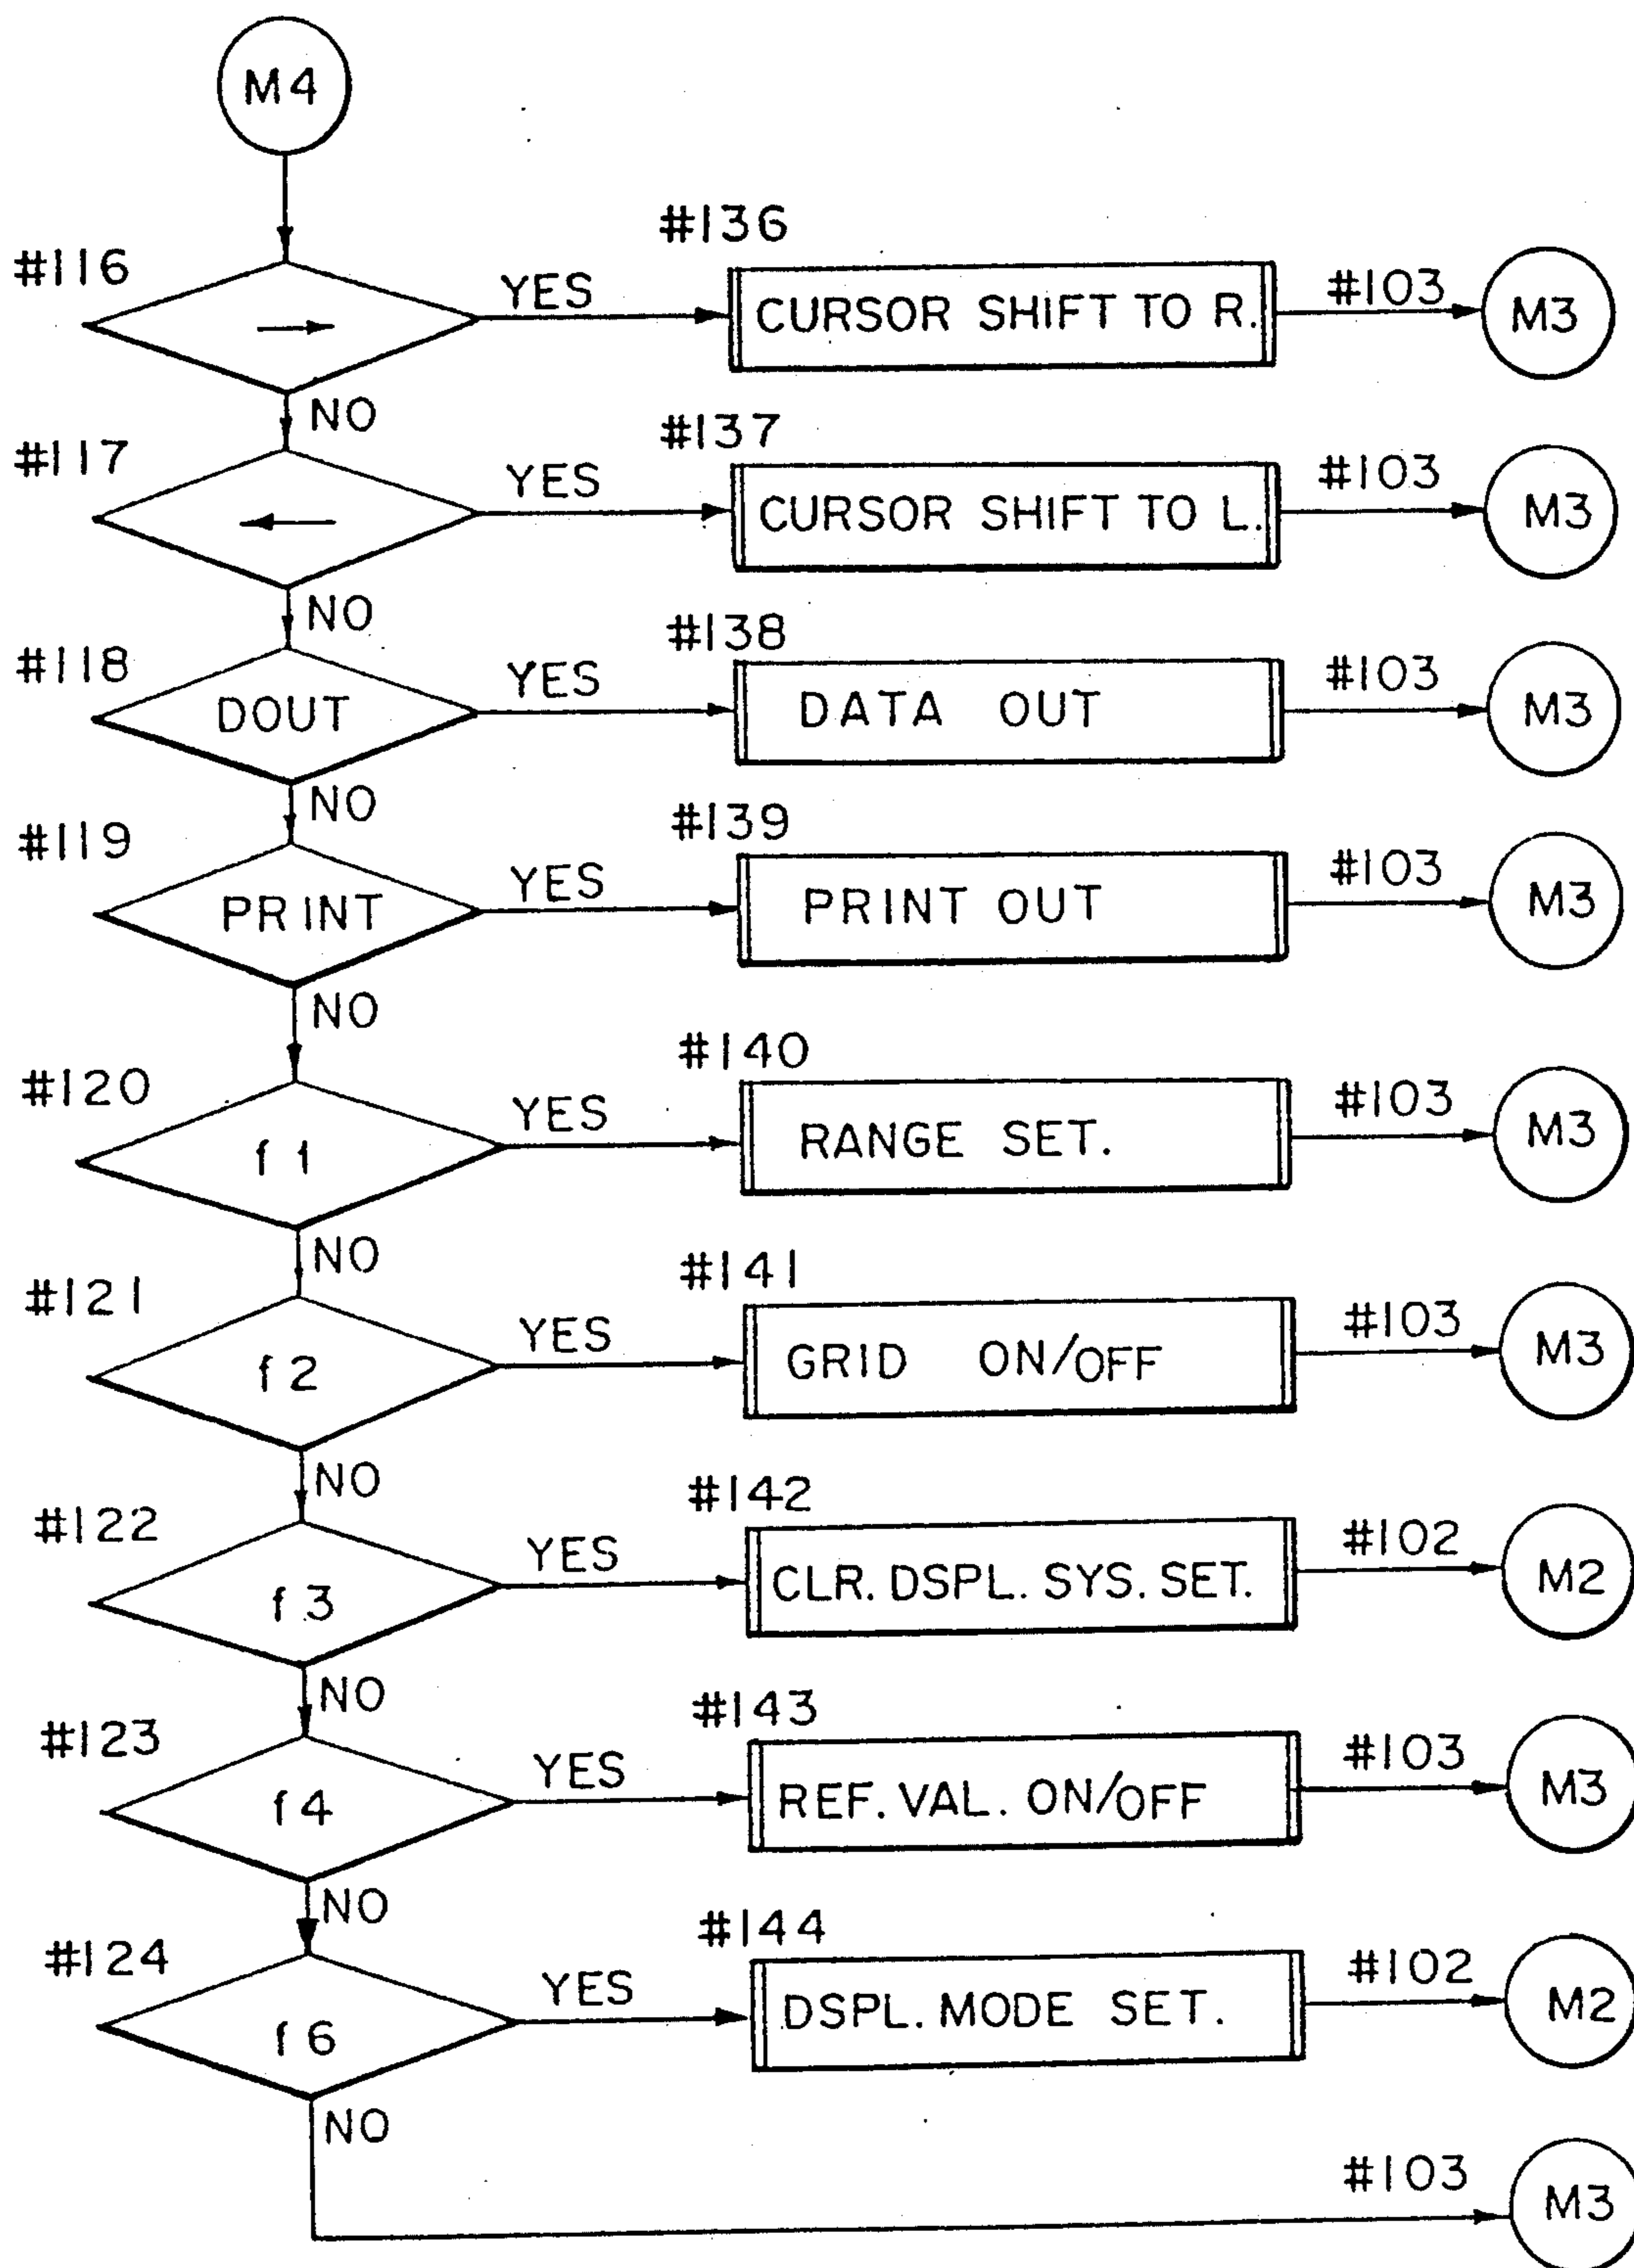 M4
#136
#116
YES
CURSOR SHIFT TO R.
#103
M3
NO
#137
#117
YES
CURSOR SHIFT TO L.
#103
M3
NO
#138
#118
DOUT
YES
DATA OUT
#103
M3
NO
#139
#119
PRINT
YES
PRINT OUT
#103
M3
NO
#140
#120
f1
YES
RANGE SET.
#103
M3
NO
#141
#121
f2
YES
GRID ON/OFF
#103
M3
NO
#142
#122
f3
YES
CLR. DSPL. SYS. SET.
#102
M2
NO
#143
#123
f4
YES
REF. VAL. ON/OFF
#103
M3
NO
#144
#124
f6
YES
DSPL. MODE SET.
#102
M2
NO
#103
M3